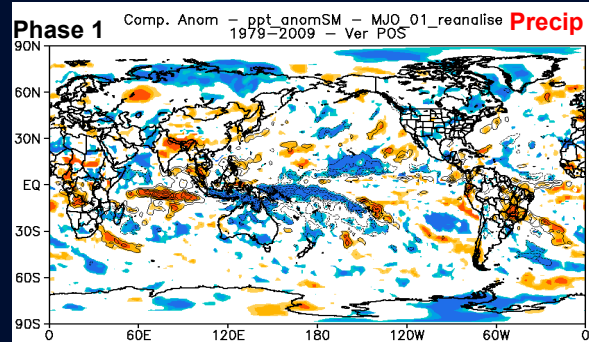 Phase 1
Comp. Anom — ppt_anomSM — MJO_01_reanalise
Precip
1979-2009 — Ver POS
90N
60N
30N
EQ
30S
60S
90S
0 60E 120E 180 120W 60W 0